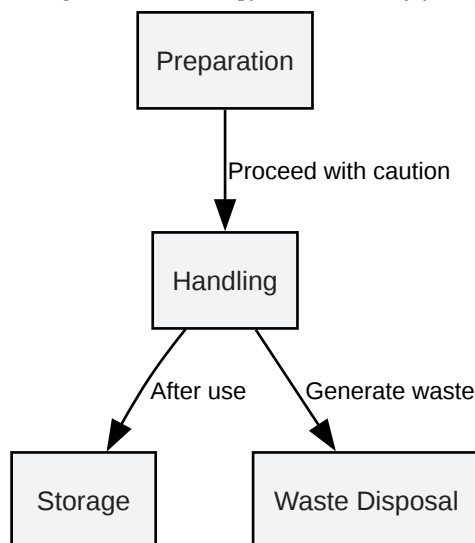 Preparation
Proceed with caution
Handling
After use
Generate waste
Storage
Waste Disposal